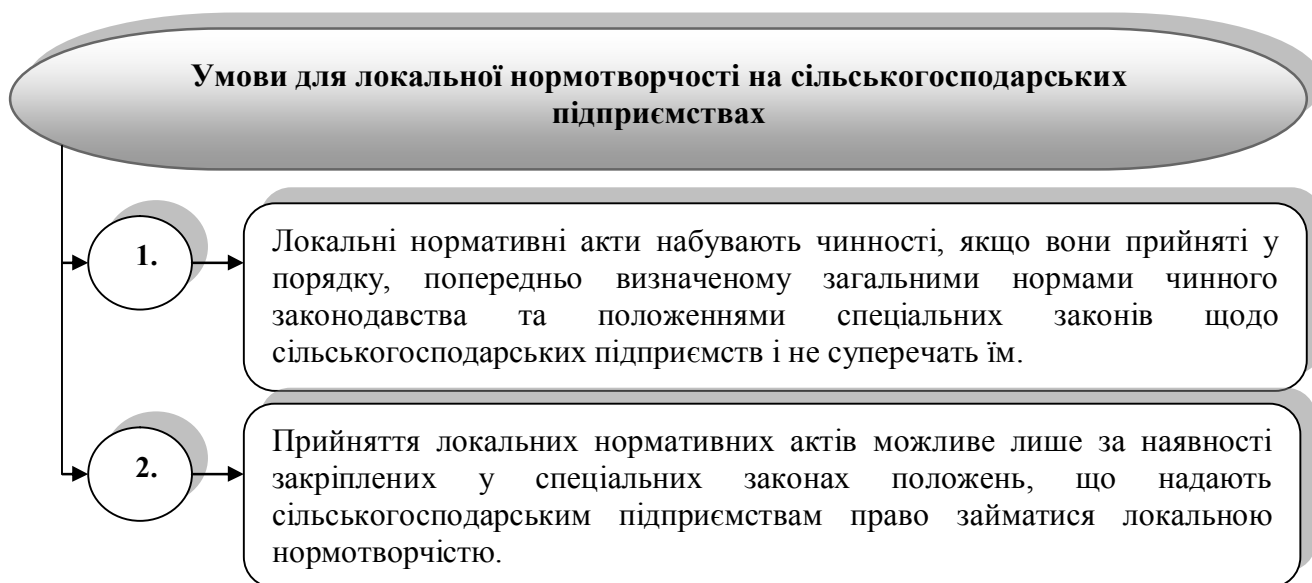 Умови для локальної нормотворчості на сільськогосподарських
підприємствах
1.
Локальні нормативні акти набувають чинності, якщо вони прийняті у
порядку, попередньо визначеному загальними нормами чинного
законодавства та положеннями спеціальних законів щодо
сільськогосподарських підприємств і не суперечать їм.
2.
Прийняття локальних нормативних актів можливе лише за наявності
закріплених у спеціальних законах положень, що надають
сільськогосподарським підприємствам право займатися локальною
нормотворчістю.